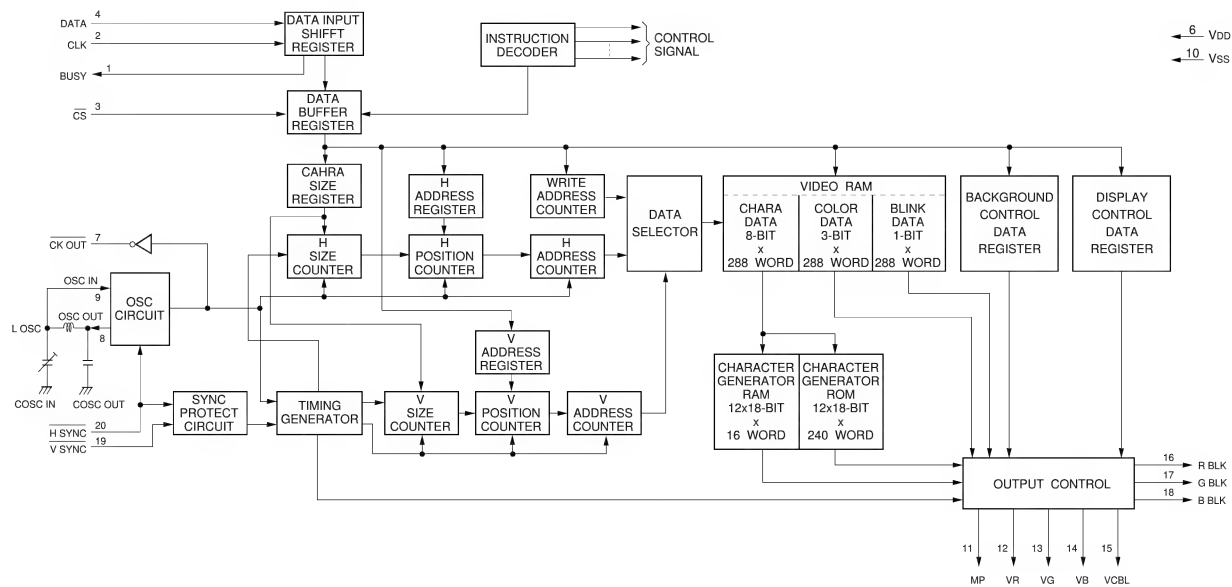 DATA 4
CLK 2
BUSY 1
CS 3
DATA INPUT
SHIFFT
REGISTER
INSTRUCTION
DECODER
CONTROL
SIGNAL
6 VDD
10 VSS
DATA
BUFFER
REGISTER
CAHRA
SIZE
REGISTER
H
ADDRESS
REGISTER
WRITE
ADDRESS
COUNTER
DATA
SELECTOR
VIDEO RAM
CHARA
DATA
8-BIT
x
288 WORD
COLOR
DATA
3-BIT
x
288 WORD
BLINK
DATA
1-BIT
x
288 WORD
BACKGROUND
CONTROL
DATA
REGISTER
DISPLAY
CONTROL
DATA
REGISTER
CK OUT 7
H
SIZE
COUNTER
H
POSITION
COUNTER
H
ADDRESS
COUNTER
OSC IN
9
OSC
CIRCUIT
L OSC
OSC OUT
8
COSC IN
COSC OUT
V
ADDRESS
REGISTER
H SYNC 20
V SYNC 19
SYNC
PROTECT
CIRCUIT
TIMING
GENERATOR
V
SIZE
COUNTER
V
POSITION
COUNTER
V
ADDRESS
COUNTER
CHARACTER
GENERATOR
RAM
12x18-BIT
x
16 WORD
CHARACTER
GENERATOR
ROM
12x18-BIT
x
240 WORD
OUTPUT CONTROL
16 R BLK
17 G BLK
18 B BLK
11 12 13 14 15
MP VR VG VB VCBL